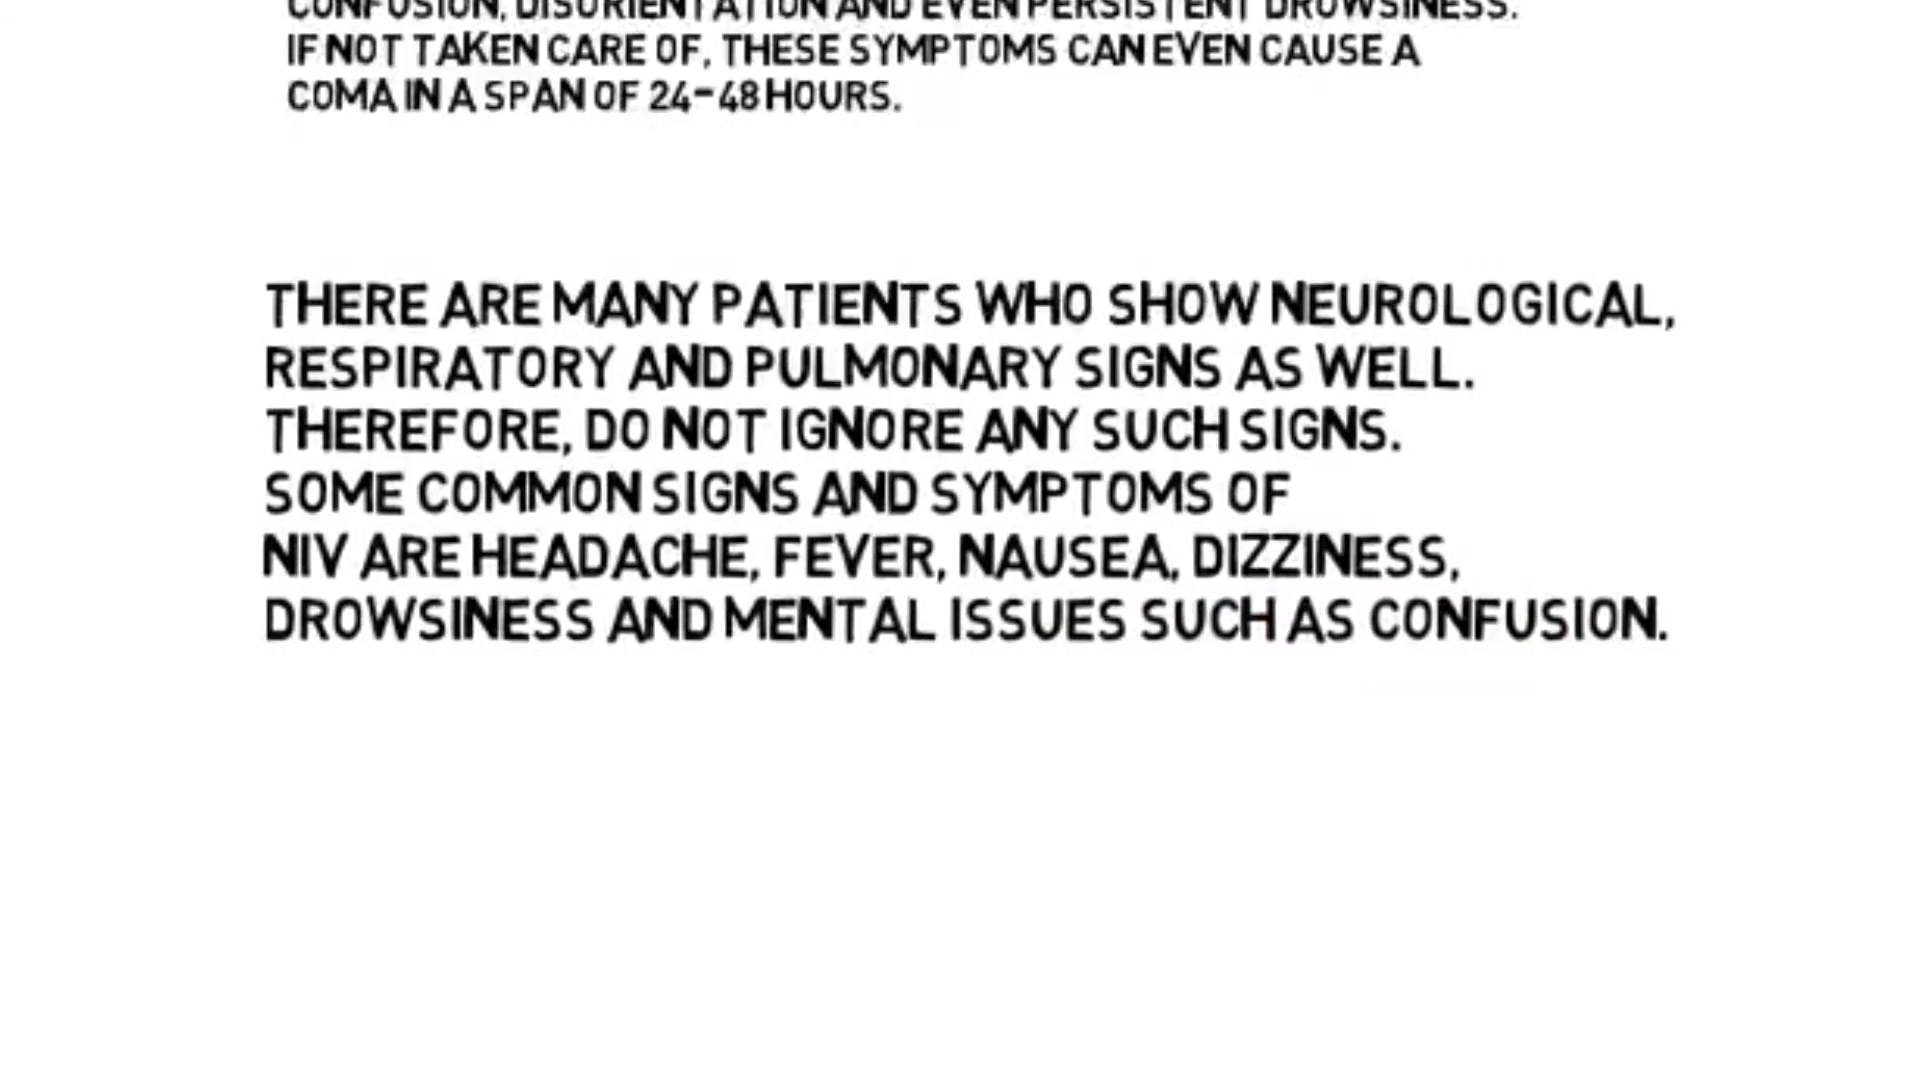 CONFUSION, DISORIENTATION AND EVEN PERSISTENT DROWSINESS.
IF NOT TAKEN CARE OF, THESE SYMPTOMS CAN EVEN CAUSE A
COMA IN A SPAN OF 24-48 HOURS.
THERE ARE MANY PATIENTS WHO SHOW NEUROLOGICAL,
RESPIRATORY AND PULMONARY SIGNS AS WELL.
THEREFORE, DO NOT IGNORE ANY SUCH SIGNS.
SOME COMMON SIGNS AND SYMPTOMS OF
NIV ARE HEADACHE, FEVER, NAUSEA, DIZZINESS,
DROWSINESS AND MENTAL ISSUES SUCH AS CONFUSION.